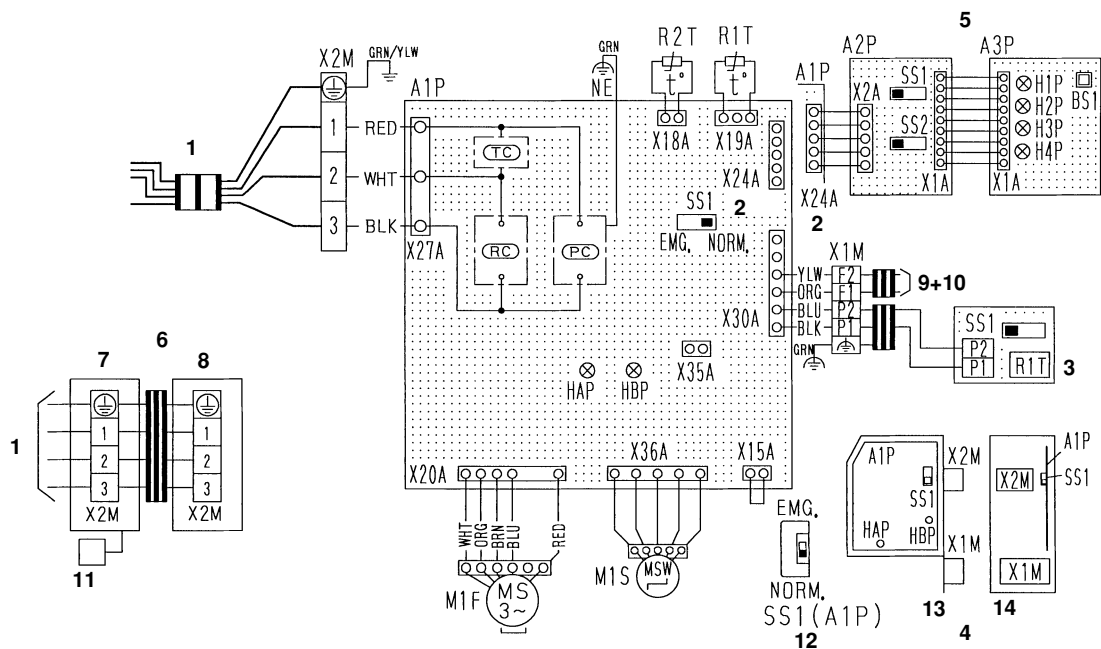 5
R2T R1T
GRN
A2P A3P
X2M GRN/YLW
NE
A1P A1P
SS1 H1P
X2A BS1
H2P
SS2 H3P
H4P
X18A X19A
1
1 RED
TC
X24A
X24A X1A X1A
2 WHT
SS1 2 2
3 BLK
X27A
RC PC
EMG. NORM.
X1M
YLW F2
9+10
ORG F1
BLU P2
X30A
BLK P1
GRN
SS1
P2
P1 R1T 3
X35A
HAP HBP
6
7 8
1
1 1
2 2
3 3
X2M X2M
11
X20A X36A X15A
WHT ORG BRN BLU RED
M1F MS 3~
M1S MSW
EMG.
NORM.
SS1(A1P)
12
A1P X2M
SS1
HAP HBP X1M
13
A1P
X2M SS1
X1M
14
4